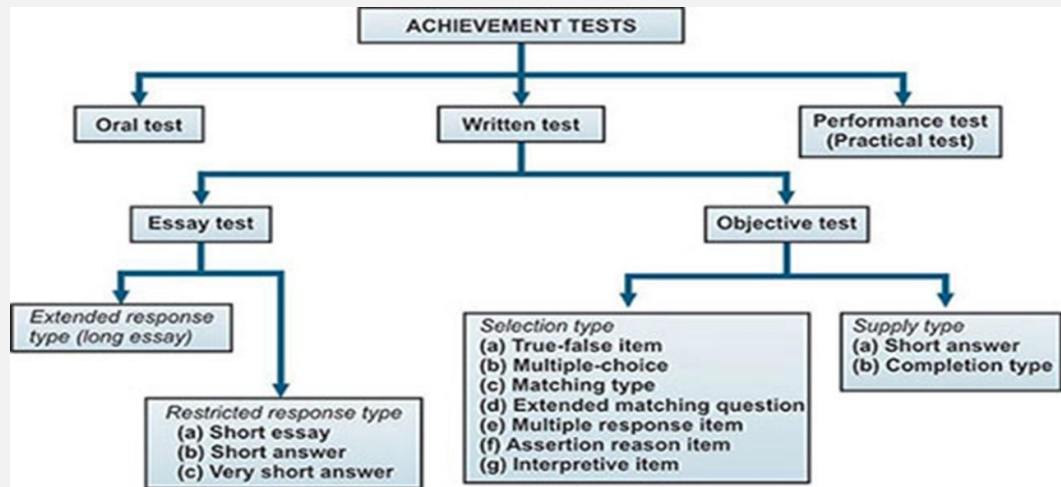 ACHIEVEMENT TESTS
Oral test
Written test
Performance test
(Practical test)
Essay test
Objective test
Extended response
type (long essay)
Restricted response type
(a) Short essay
(b) Short answer
(c) Very short answer
Selection type
(a) True-false item
(b) Multiple-choice
(c) Matching type
(d) Extended matching question
(e) Multiple response item
(f) Assertion reason item
(g) Interpretive item
Supply type
(a) Short answer
(b) Completion type